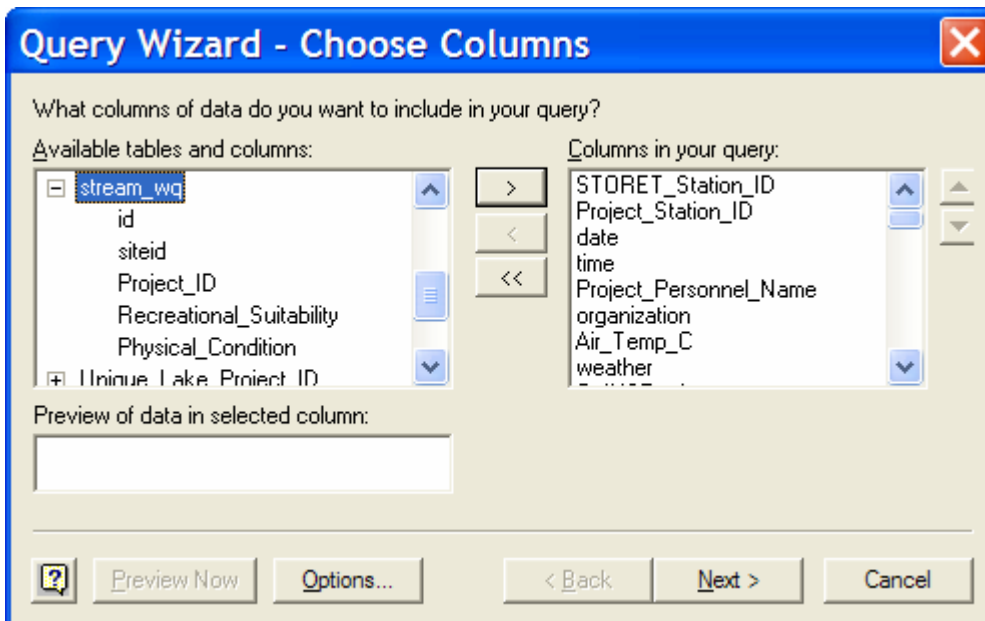 Query Wizard - Choose Columns
What columns of data do you want to include in your query?
Available tables and columns:
stream_wq
id
siteid
Project_ID
Recreational_Suitability
Physical_Condition
Unique_Lake_Project_ID
>
<
<<
Columns in your query:
STORET_Station_ID
Project_Station_ID
date
time
Project_Personnel_Name
organization
Air_Temp_C
weather
Preview of data in selected column:
Preview Now
Options...
< Back
Next >
Cancel